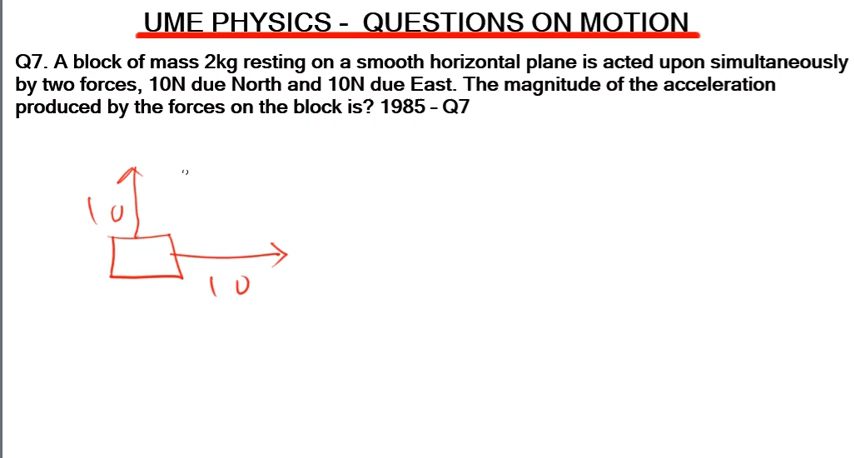 UME PHYSICS - QUESTIONS ON MOTION
Q7. A block of mass 2kg resting on a smooth horizontal plane is acted upon simultaneously
by two forces, 10N due North and 10N due East. The magnitude of the acceleration
produced by the forces on the block is? 1985 – Q7
10
10